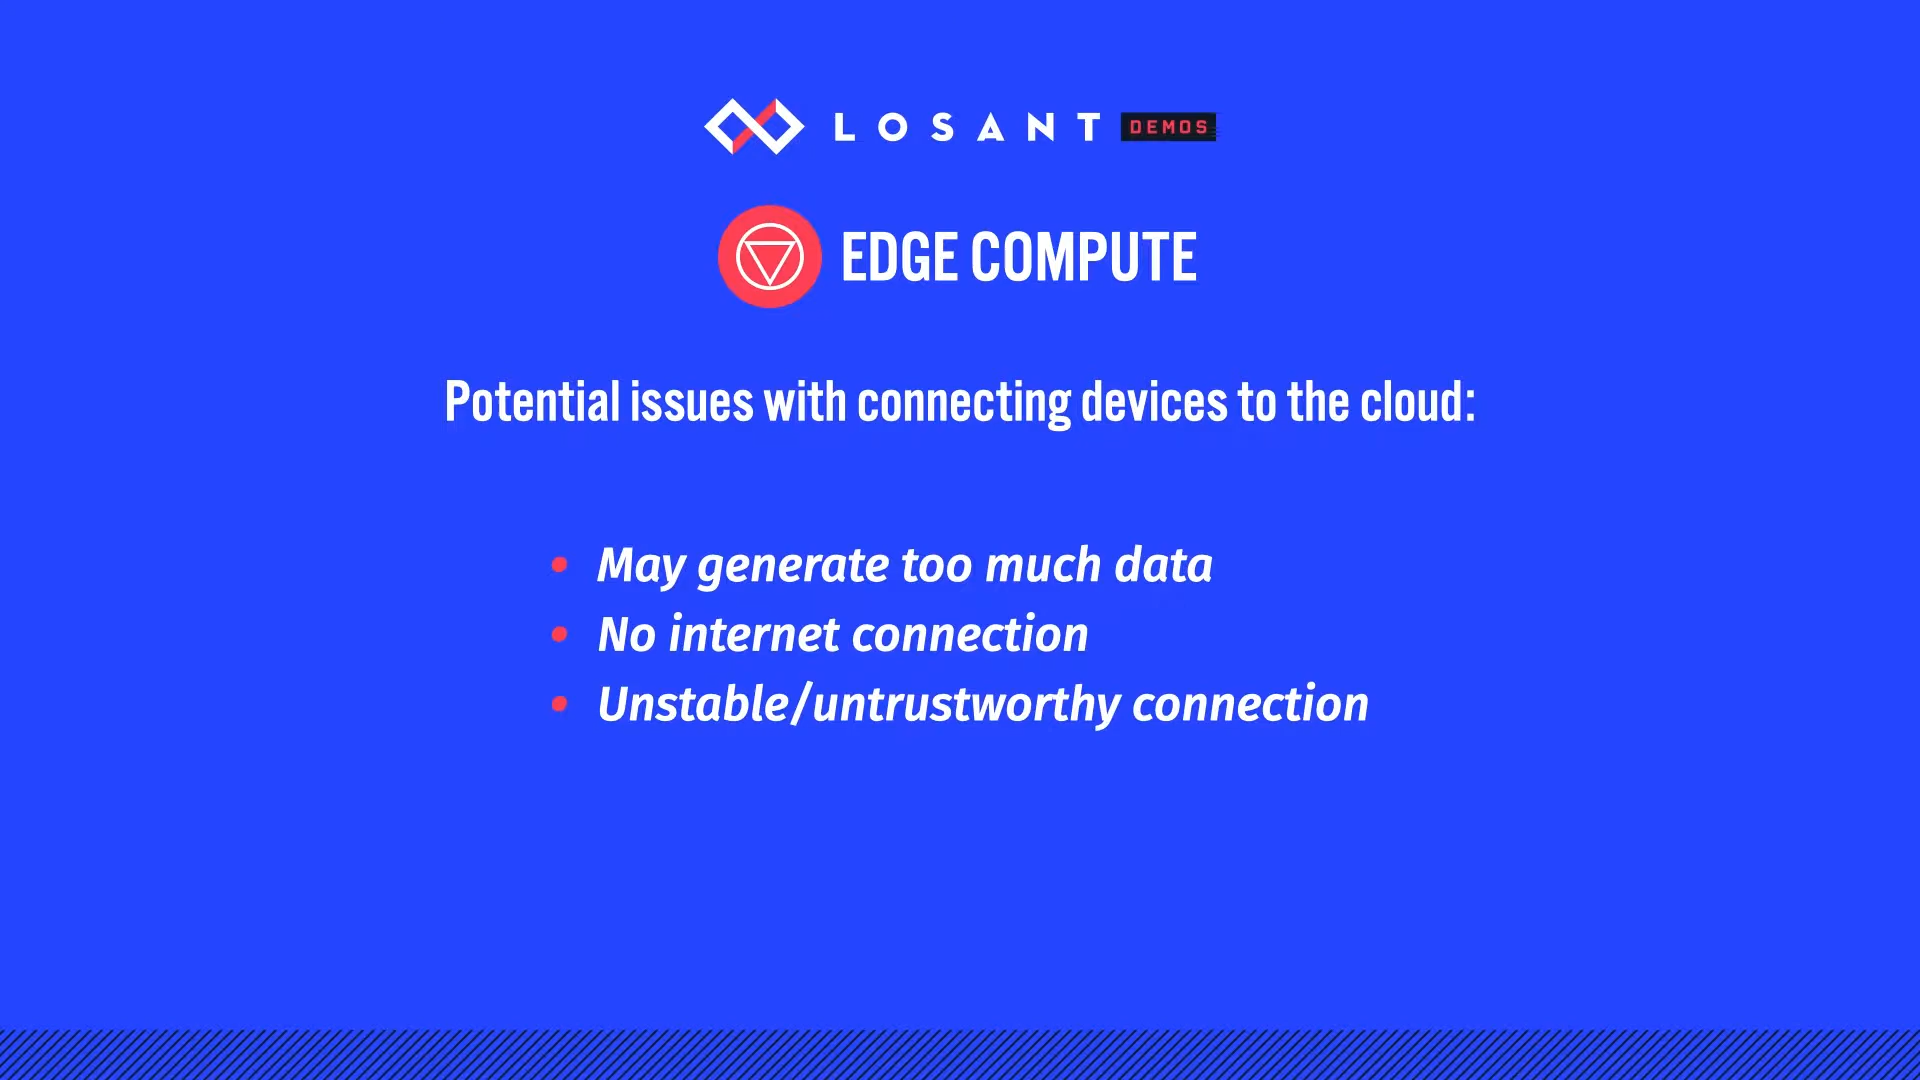 LOSANT DEMOS
EDGE COMPUTE
Potential issues with connecting devices to the cloud:
• May generate too much data
• No internet connection
• Unstable/untrustworthy connection